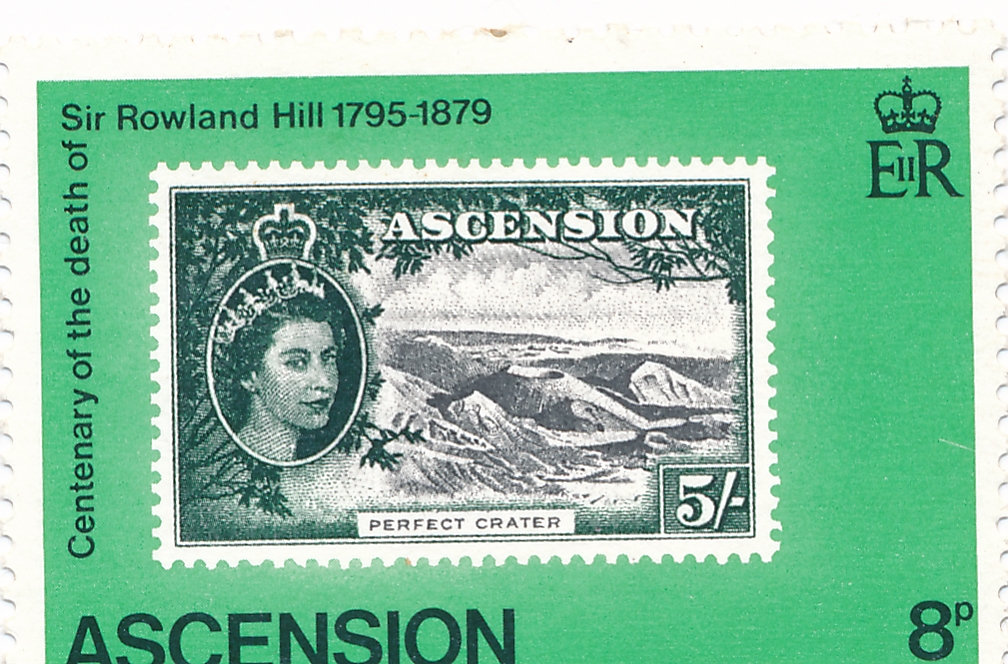 Centenary of the death of
Sir Rowland Hill 1795-1879
EIIR
ASCENSION
5/-
PERFECT CRATER
ASCENSION
8p